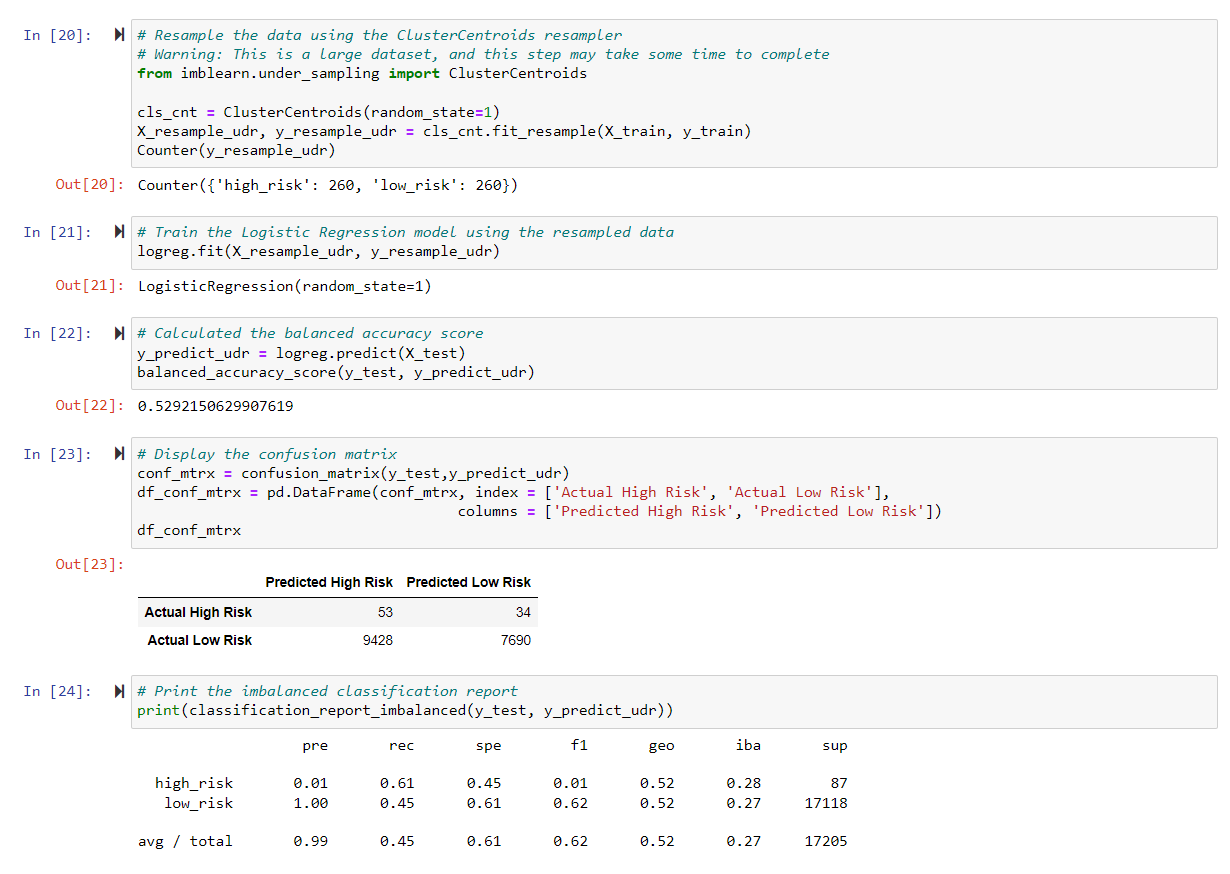 In [20]:
# Resample the data using the ClusterCentroids resampler
# Warning: This is a large dataset, and this step may take some time to complete
from imblearn.under_sampling import ClusterCentroids

cls_cnt = ClusterCentroids(random_state=1)
X_resample_udr, y_resample_udr = cls_cnt.fit_resample(X_train, y_train)
Counter(y_resample_udr)
Out[20]: Counter({'high_risk': 260, 'low_risk': 260})
In [21]:
# Train the Logistic Regression model using the resampled data
logreg.fit(X_resample_udr, y_resample_udr)
Out[21]: LogisticRegression(random_state=1)
In [22]:
# Calculated the balanced accuracy score
y_predict_udr = logreg.predict(X_test)
balanced_accuracy_score(y_test, y_predict_udr)
Out[22]: 0.5292150629907619
In [23]:
# Display the confusion matrix
conf_mtrx = confusion_matrix(y_test,y_predict_udr)
df_conf_mtrx = pd.DataFrame(conf_mtrx, index = ['Actual High Risk', 'Actual Low Risk'],
columns = ['Predicted High Risk', 'Predicted Low Risk'])
df_conf_mtrx
Out[23]:
Predicted High Risk Predicted Low Risk
Actual High Risk 53 34
Actual Low Risk 9428 7690
In [24]:
# Print the imbalanced classification report
print(classification_report_imbalanced(y_test, y_predict_udr))
pre rec spe f1 geo iba sup
high_risk 0.01 0.61 0.45 0.01 0.52 0.28 87
low_risk 1.00 0.45 0.61 0.62 0.52 0.27 17118
avg / total 0.99 0.45 0.61 0.62 0.52 0.27 17205